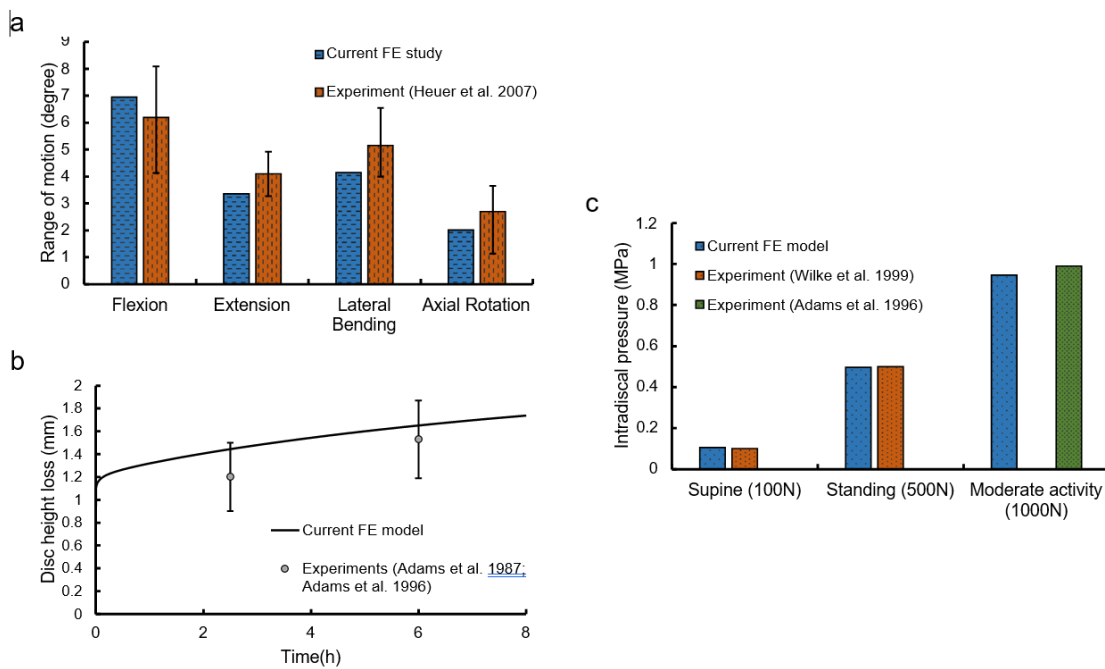 a
9
8
7
6
5
4
3
2
1
0
Range of motion (degree)
Current FE study
Experiment (Heuer et al. 2007)
Flexion
Extension
Lateral
Bending
Axial Rotation
b
2
1.8
1.6
1.4
1.2
1
0.8
0.6
0.4
0.2
0
Disc height loss (mm)
Current FE model
Experiments (Adams et al. 1987;
Adams et al. 1996)
0
2
4
6
8
Time(h)
c
1.2
1
0.8
0.6
0.4
0.2
0
Intradiscal pressure (MPa)
Current FE model
Experiment (Wilke et al. 1999)
Experiment (Adams et al. 1996)
Supine (100N)
Standing (500N)
Moderate activity
(1000N)